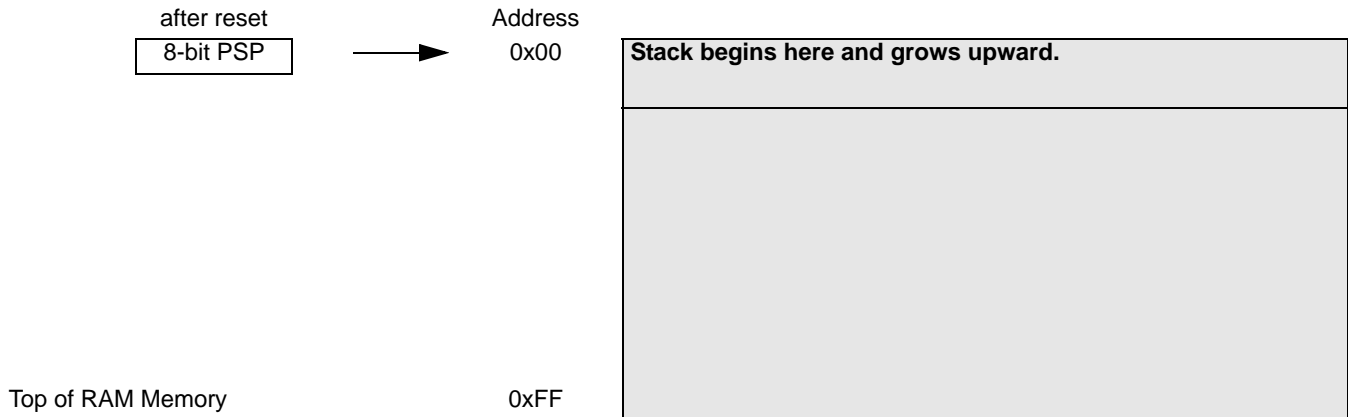 after reset Address
8-bit PSP 0x00 Stack begins here and grows upward.
Top of RAM Memory 0xFF